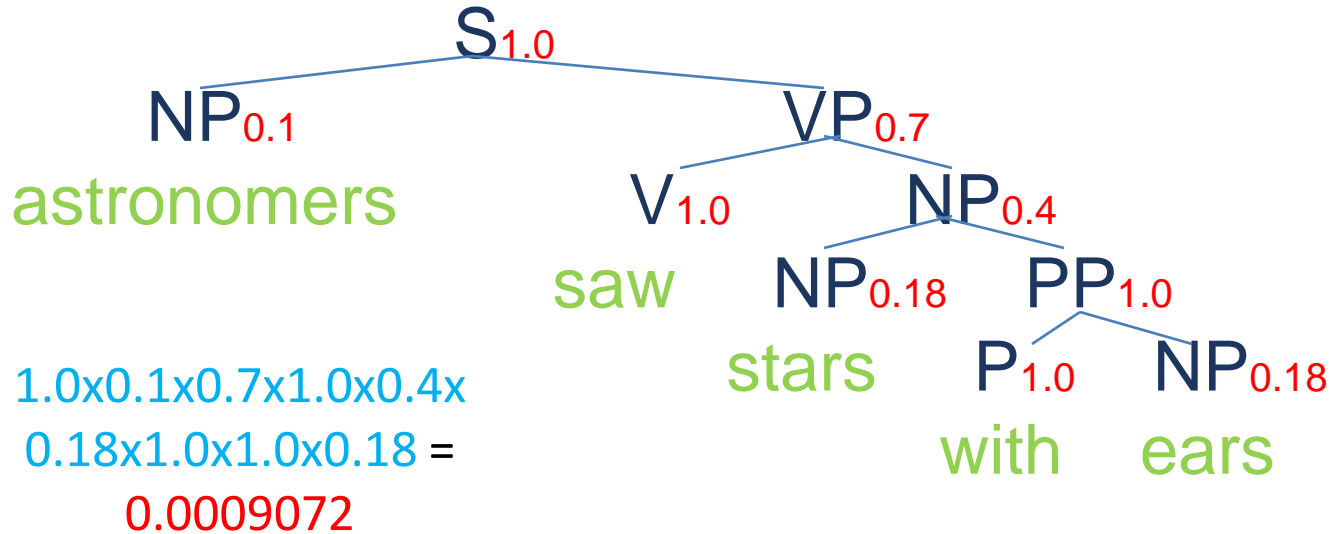 S1.0
NP0.1 VP0.7
astronomers V1.0 NP0.4
saw NP0.18 PP1.0
stars P1.0 NP0.18
with ears
1.0x0.1x0.7x1.0x0.4x
0.18x1.0x1.0x0.18 =
0.0009072